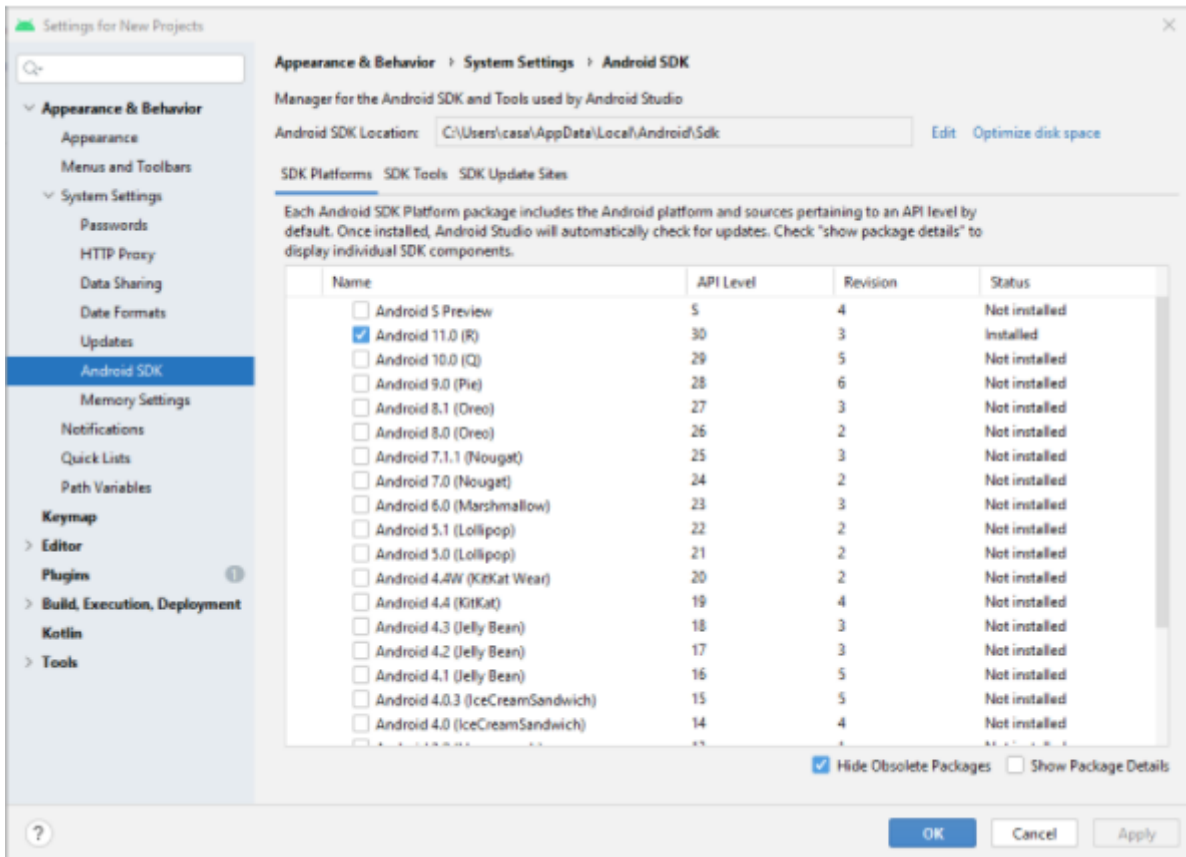 Settings for New Projects
Appearance & Behavior
Appearance
Menus and Toolbars
System Settings
Passwords
HTTP Proxy
Data Sharing
Date Formats
Updates
Android SDK
Memory Settings
Notifications
Quick Lists
Path Variables
Keymap
Editor
Plugins 1
Build, Execution, Deployment
Kotlin
Tools
Appearance & Behavior › System Settings › Android SDK
Manager for the Android SDK and Tools used by Android Studio
Android SDK Location: C:\Users\casa\AppData\Local\Android\Sdk Edit Optimize disk space
SDK Platforms SDK Tools SDK Update Sites
Each Android SDK Platform package includes the Android platform and sources pertaining to an API level by
default. Once installed, Android Studio will automatically check for updates. Check "show package details" to
display individual SDK components.
Name API Level Revision Status
Android S Preview S 4 Not installed
Android 11.0 (R) 30 3 Installed
Android 10.0 (Q) 29 5 Not installed
Android 9.0 (Pie) 28 6 Not installed
Android 8.1 (Oreo) 27 3 Not installed
Android 8.0 (Oreo) 26 2 Not installed
Android 7.1.1 (Nougat) 25 3 Not installed
Android 7.0 (Nougat) 24 2 Not installed
Android 6.0 (Marshmallow) 23 3 Not installed
Android 5.1 (Lollipop) 22 2 Not installed
Android 5.0 (Lollipop) 21 2 Not installed
Android 4.4W (KitKat Wear) 20 2 Not installed
Android 4.4 (KitKat) 19 4 Not installed
Android 4.3 (Jelly Bean) 18 3 Not installed
Android 4.2 (Jelly Bean) 17 3 Not installed
Android 4.1 (Jelly Bean) 16 5 Not installed
Android 4.0.3 (IceCreamSandwich) 15 5 Not installed
Android 4.0 (IceCreamSandwich) 14 4 Not installed
Hide Obsolete Packages Show Package Details
? OK Cancel Apply